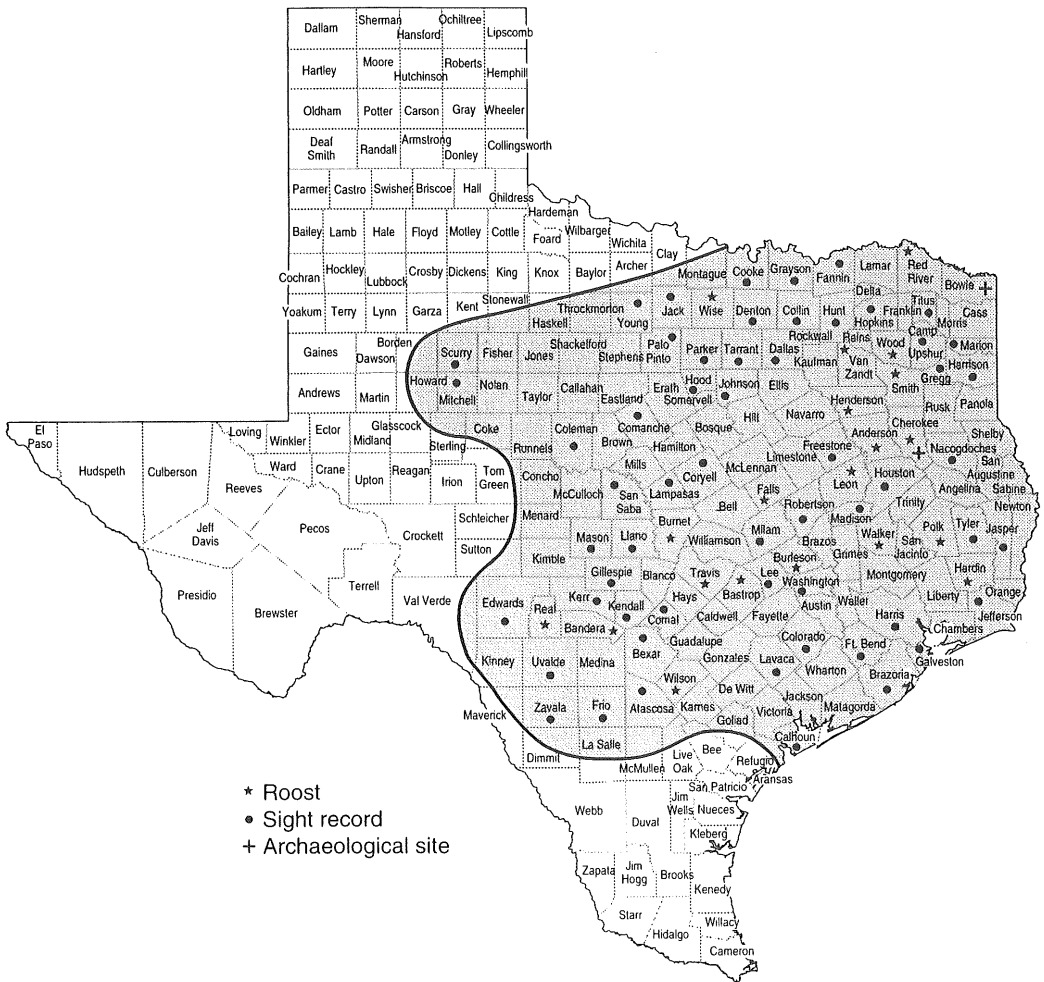 Dallam
Sherman
Hansford
Ochiltree
Lipscomb
Hartley
Moore
Hutchinson
Roberts
Hemphill
Oldham
Potter
Carson
Gray
Wheeler
Deaf
Smith
Randall
Armstrong
Donley
Collingsworth
Parmer
Castro
Swisher
Briscoe
Hall
Childress
Hardeman
Bailey
Lamb
Hale
Floyd
Motley
Cottle
Foard
Wilbarger
Wichita
Clay
Cochran
Hockley
Lubbock
Crosby
Dickens
King
Knox
Baylor
Archer
Montague
Cooke
Grayson
Fannin
Lamar
Red
River
Bowie
Yoakum
Terry
Lynn
Garza
Kent
Stonewall
Haskell
Throckmorton
Young
Jack
Wise
Denton
Collin
Hunt
Delta
Hopkins
Franklin
Titus
Camp
Morris
Cass
Gaines
Dawson
Borden
Scurry
Fisher
Jones
Shackelford
Stephens
Palo
Pinto
Parker
Tarrant
Dallas
Rockwall
Kaufman
Rains
Van
Zandt
Wood
Upshur
Marion
Gregg
Harrison
Andrews
Martin
Howard
Mitchell
Nolan
Taylor
Callahan
Eastland
Erath
Hood
Somervell
Johnson
Ellis
Henderson
Smith
Rusk
Panola
El
Paso
Hudspeth
Culberson
Loving
Winkler
Ector
Midland
Glasscock
Sterling
Coke
Runnels
Coleman
Brown
Comanche
Hamilton
Bosque
Hill
Navarro
Freestone
Anderson
Cherokee
Nacogdoches
Shelby
San
Augustine
Sabine
Reeves
Ward
Crane
Upton
Reagan
Irion
Tom
Green
Concho
McCulloch
San
Saba
Mills
Lampasas
Coryell
McLennan
Limestone
Falls
Robertson
Leon
Houston
Trinity
Angelina
Newton
Jeff
Davis
Pecos
Crockett
Schleicher
Sutton
Menard
Kimble
Mason
Llano
Burnet
Bell
Williamson
Milam
Brazos
Madison
Grimes
Walker
San
Jacinto
Polk
Tyler
Jasper
Presidio
Brewster
Terrell
Val Verde
Edwards
Real
Kerr
Gillespie
Blanco
Kendall
Hays
Comal
Travis
Bastrop
Lee
Burleson
Washington
Austin
Waller
Montgomery
Liberty
Hardin
Orange
Jefferson
Chambers
Harris
Galveston
Kinney
Uvalde
Medina
Bandera
Bexar
Guadalupe
Caldwell
Fayette
Gonzales
Lavaca
Colorado
Wharton
Ft. Bend
Brazoria
Maverick
Zavala
Frio
Atascosa
Wilson
Karnes
De Witt
Goliad
Victoria
Jackson
Matagorda
Calhoun
Dimmit
La Salle
McMullen
Live
Oak
Bee
Refugio
Aransas
San Patricio
Webb
Duval
Jim
Wells
Nueces
Kleberg
Zapata
Jim
Hogg
Brooks
Kenedy
Starr
Hidalgo
Willacy
Cameron
Roost
Sight record
Archaeological site